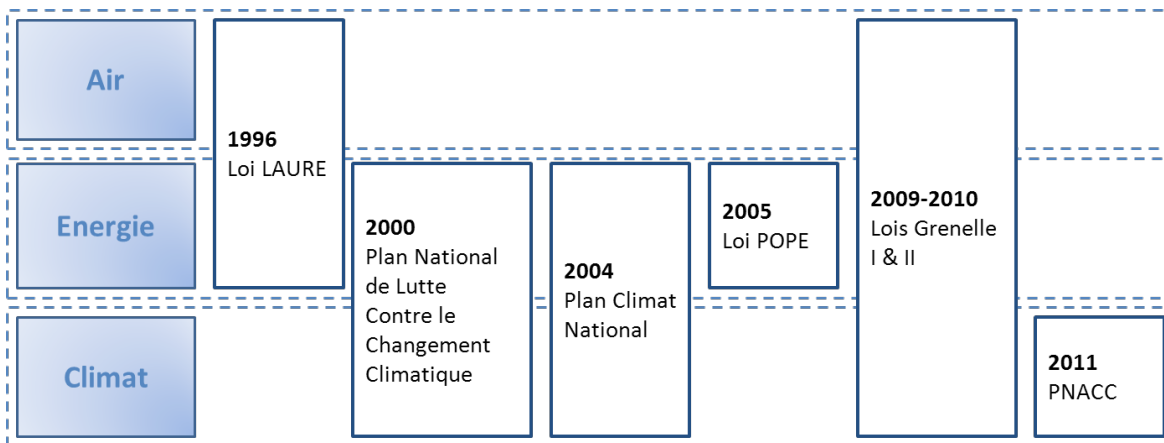 Air
Energie
Climat
1996
Loi LAURE
2000
Plan National
de Lutte
Contre le
Changement
Climatique
2004
Plan Climat
National
2005
Loi POPE
2009-2010
Lois Grenelle
I & II
2011
PNACC